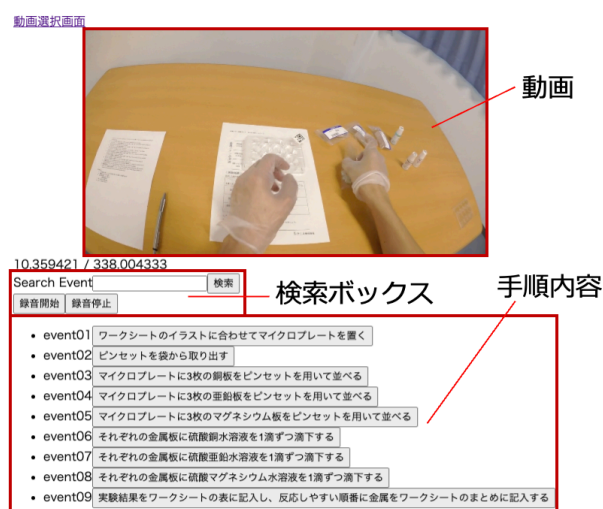 動画選択画面
動画
10.359421 / 338.004333
Search Event 検索
録音開始 録音停止
検索ボックス
手順内容
• event01 ワークシートのイラストに合わせてマイクロプレートを置く
• event02 ピンセットを袋から取り出す
• event03 マイクロプレートに3枚の銅板をピンセットを用いて並べる
• event04 マイクロプレートに3枚の亜鉛板をピンセットを用いて並べる
• event05 マイクロプレートに3枚のマグネシウム板をピンセットを用いて並べる
• event06 それぞれの金属板に硫酸銅水溶液を1滴ずつ滴下する
• event07 それぞれの金属板に硫酸亜鉛水溶液を1滴ずつ滴下する
• event08 それぞれの金属板に硫酸マグネシウム水溶液を1滴ずつ滴下する
• event09 実験結果をワークシートの表に記入し、反応しやすい順番に金属をワークシートのまとめに記入する